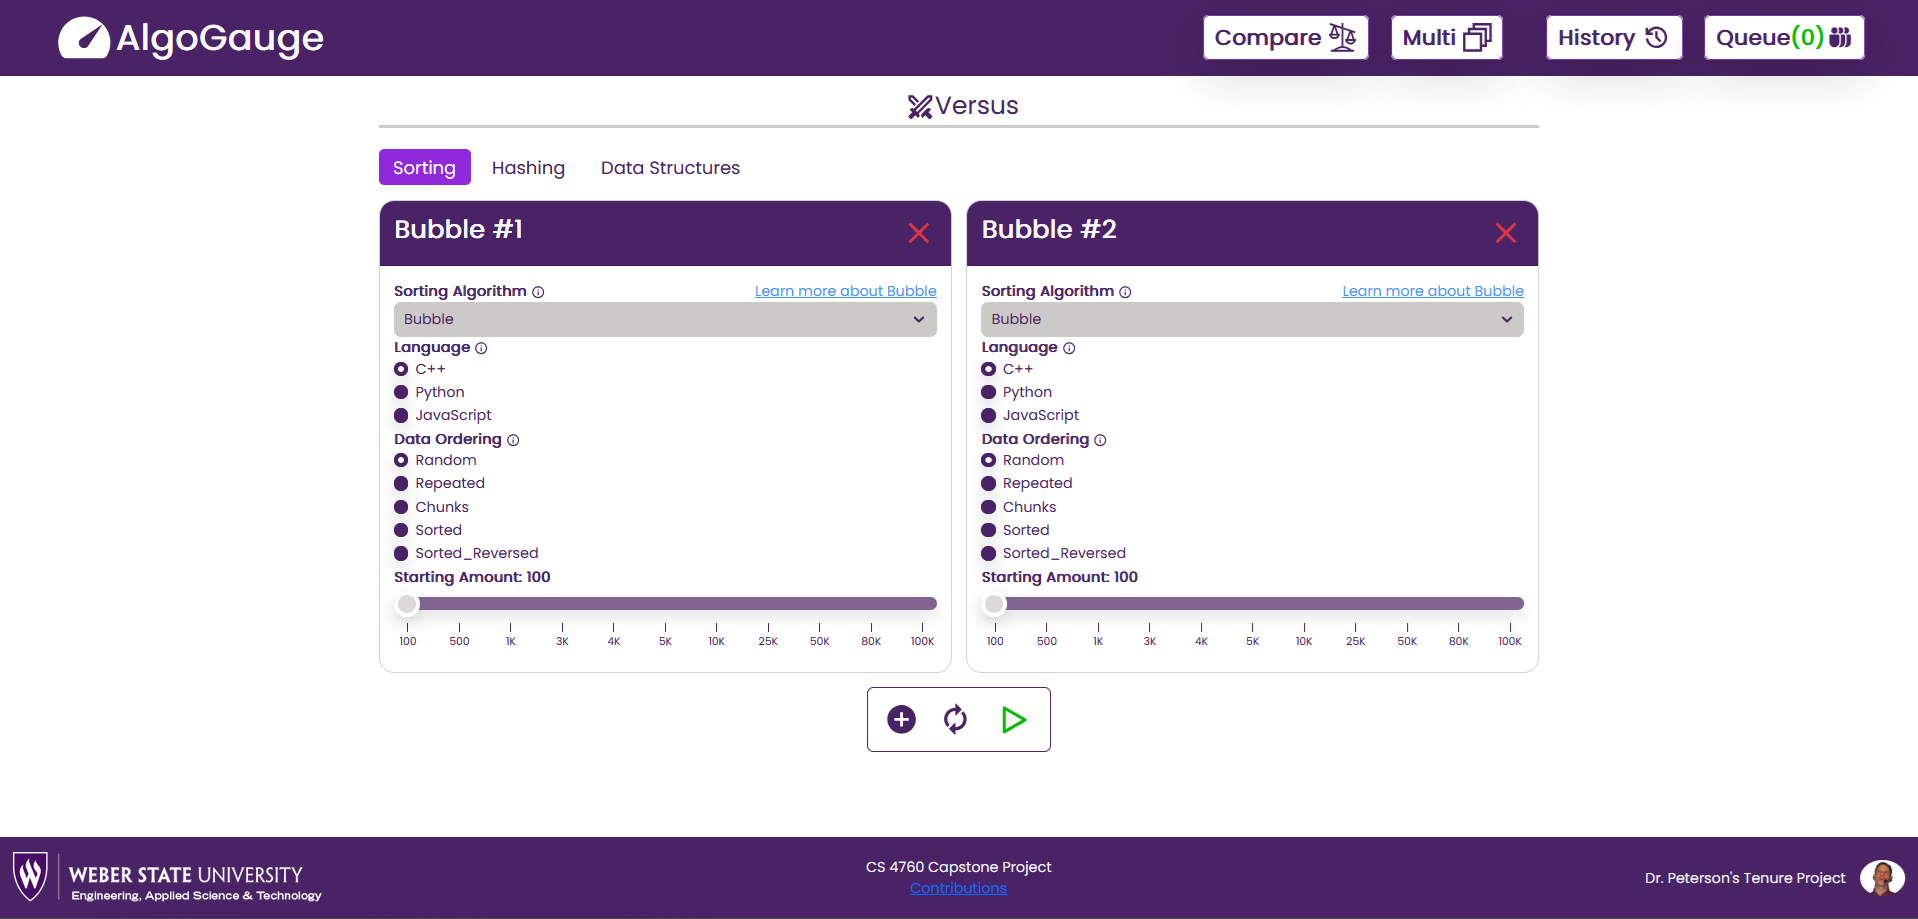 AlgoGauge
Compare
Multi
History
Queue(0)
Versus
Sorting
Hashing
Data Structures
Bubble #1
Sorting Algorithm
Learn more about Bubble
Bubble
Language
C++
Python
JavaScript
Data Ordering
Random
Repeated
Chunks
Sorted
Sorted_Reversed
Starting Amount: 100
100 500 1K 3K 4K 5K 10K 25K 50K 80K 100K
Bubble #2
Sorting Algorithm
Learn more about Bubble
Bubble
Language
C++
Python
JavaScript
Data Ordering
Random
Repeated
Chunks
Sorted
Sorted_Reversed
Starting Amount: 100
100 500 1K 3K 4K 5K 10K 25K 50K 80K 100K
W
WEBER STATE UNIVERSITY
Engineering, Applied Science & Technology
CS 4760 Capstone Project
Contributions
Dr. Peterson's Tenure Project